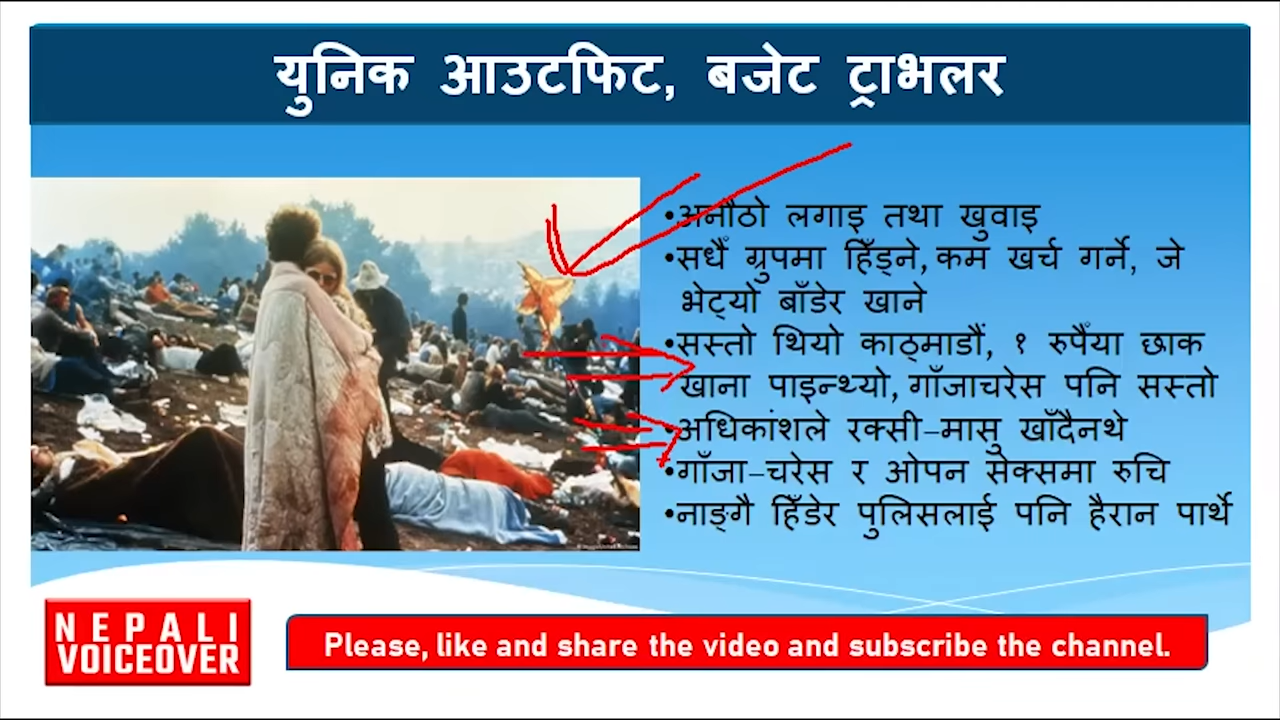 युनिक आउटफिट, बजेट ट्राभलर
•अनौठो लगाइ तथा खुवाइ
•सधैँ ग्रुपमा हिँड्ने, कम खर्च गर्ने, जे
भेट्यो बाँडेर खाने
•सस्तो थियो काठ्माडौं, १ रुपैँया छाक
खाना पाइन्थ्यो, गाँजाचरेस पनि सस्तो
•अधिकांशले रक्सी–मासु खाँदैनथे
•गाँजा–चरेस र ओपन सेक्समा रुचि
•नाङ्गै हिँडेर पुलिसलाई पनि हैरान पार्थे
NEPALI
VOICEOVER
Please, like and share the video and subscribe the channel.